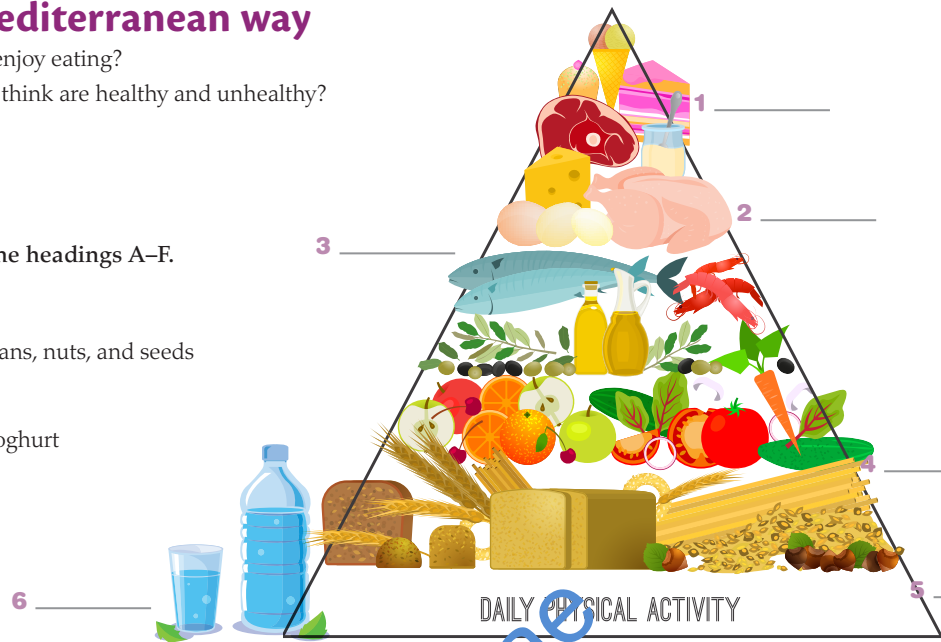 editerranean way
enjoy eating?
think are healthy and unhealthy?
1
2
3
he headings A–F.
ans, nuts, and seeds
oghurt
4
5
6
DAILY PHYSICAL ACTIVITY
e